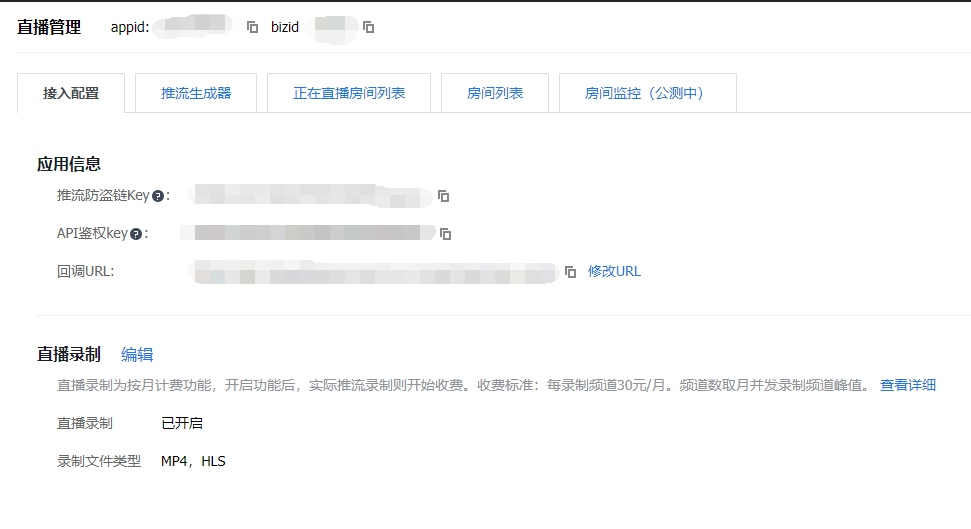 直播管理 appid: bizid
接入配置 推流生成器 正在直播房间列表 房间列表 房间监控（公测中）
应用信息
推流防盗链Key?:
API鉴权key?:
回调URL: 修改URL
直播录制 编辑
直播录制为按月计费功能，开启功能后，实际推流录制则开始收费。收费标准：每录制频道30元/月。频道数取月并发录制频道峰值。 查看详细
直播录制 已开启
录制文件类型 MP4，HLS